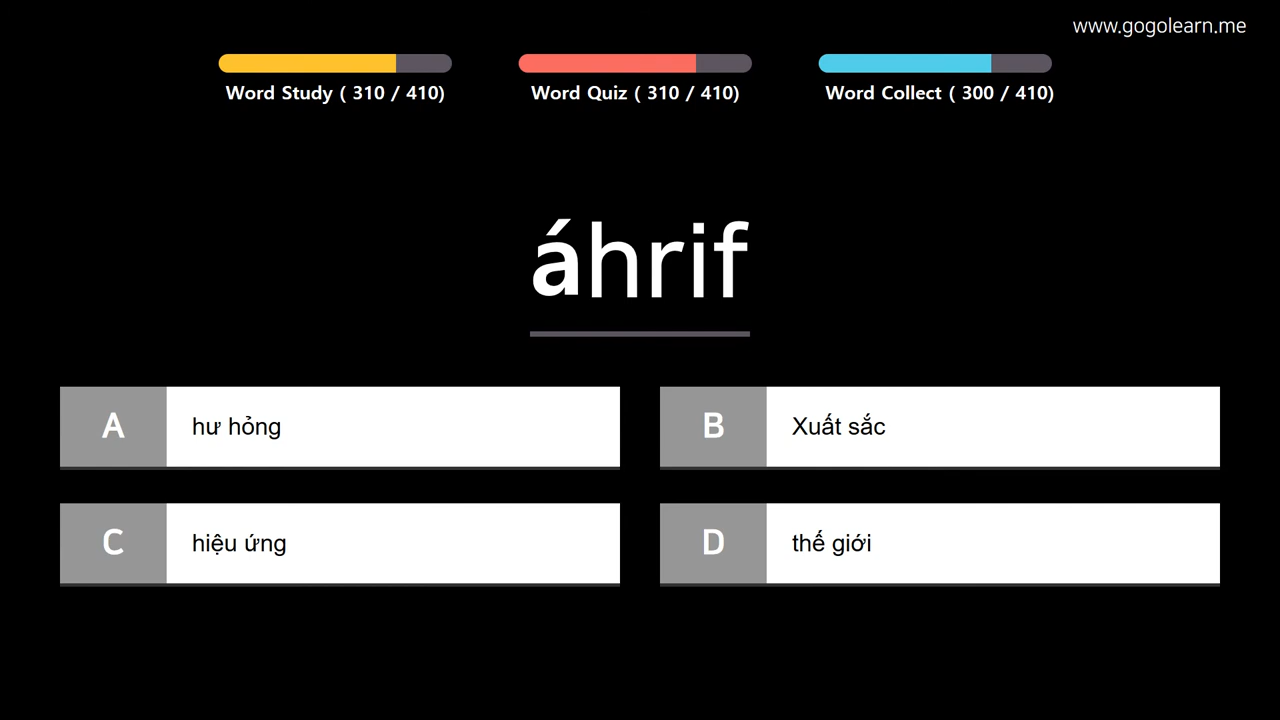 www.gogolearn.me
Word Study ( 310 / 410)
Word Quiz ( 310 / 410)
Word Collect ( 300 / 410)
áhrif
A hư hỏng
B Xuất sắc
C hiệu ứng
D thế giới